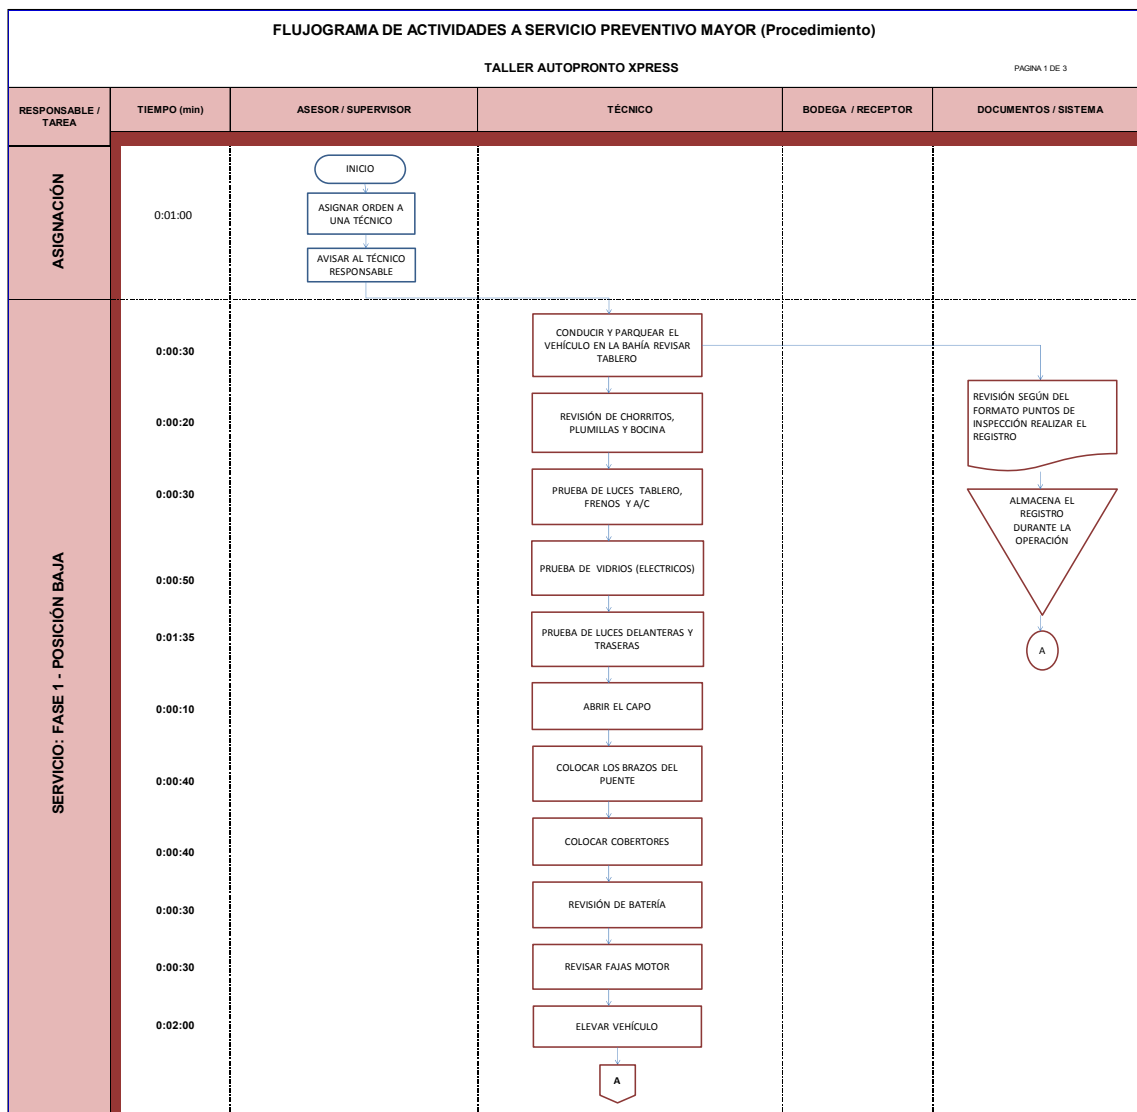 FLUJOGRAMA DE ACTIVIDADES A SERVICIO PREVENTIVO MAYOR (Procedimiento)
TALLER AUTOPRONTO XPRESS
PAGINA 1 DE 3
RESPONSABLE /
TAREA
TIEMPO (min)
ASESOR / SUPERVISOR
TÉCNICO
BODEGA / RECEPTOR
DOCUMENTOS / SISTEMA
ASIGNACIÓN
0:01:00
INICIO
ASIGNAR ORDEN A
UNA TÉCNICO
AVISAR AL TÉCNICO
RESPONSABLE
SERVICIO: FASE 1 - POSICIÓN BAJA
0:00:30
CONDUCIR Y PARQUEAR EL
VEHÍCULO EN LA BAHÍA REVISAR
TABLERO
REVISIÓN SEGÚN DEL
FORMATO PUNTOS DE
INSPECCIÓN REALIZAR EL
REGISTRO
0:00:20
REVISIÓN DE CHORRITOS,
PLUMILLAS Y BOCINA
0:00:30
PRUEBA DE LUCES TABLERO,
FRENOS Y A/C
ALMACENA EL
REGISTRO
DURANTE LA
OPERACIÓN
0:00:50
PRUEBA DE VIDRIOS (ELECTRICOS)
0:01:35
PRUEBA DE LUCES DELANTERAS Y
TRASERAS
A
0:00:10
ABRIR EL CAPO
0:00:40
COLOCAR LOS BRAZOS DEL
PUENTE
0:00:40
COLOCAR COBERTORES
0:00:30
REVISIÓN DE BATERÍA
0:00:30
REVISAR FAJAS MOTOR
0:02:00
ELEVAR VEHÍCULO
A